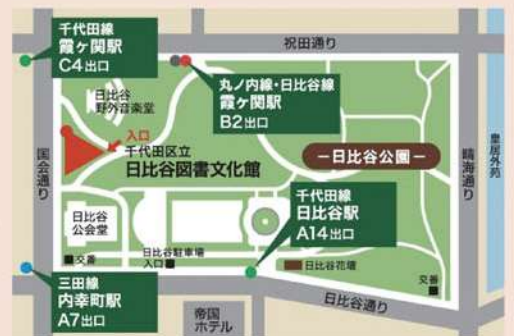 千代田線
霞ヶ関駅
C4出口
祝田通り
丸ノ内線・日比谷線
霞ヶ関駅
B2出口
日比谷
野外音楽堂
入口
千代田区立
日比谷図書文化館
−日比谷公園−
国会通り
晴海通り
皇居外苑
千代田線
日比谷駅
A14出口
日比谷
公会堂
交番
日比谷駐車場
入口
日比谷花壇
交番
三田線
内幸町駅
A7出口
帝国
ホテル
日比谷通り